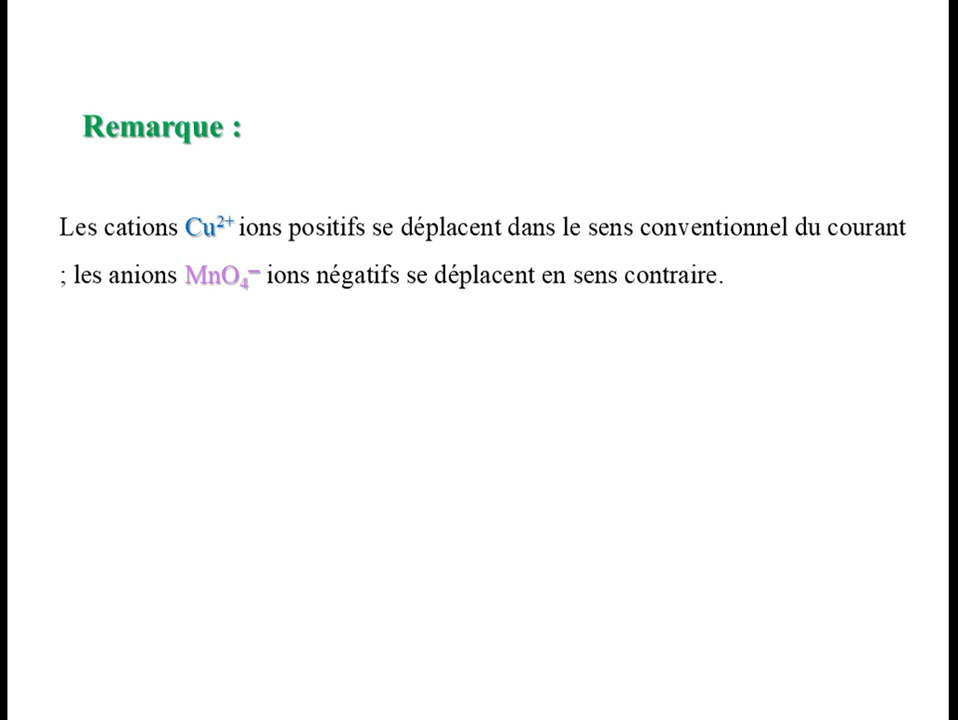 Remarque :
Les cations Cu²⁺ ions positifs se déplacent dans le sens conventionnel du courant
; les anions MnO₄⁻ ions négatifs se déplacent en sens contraire.